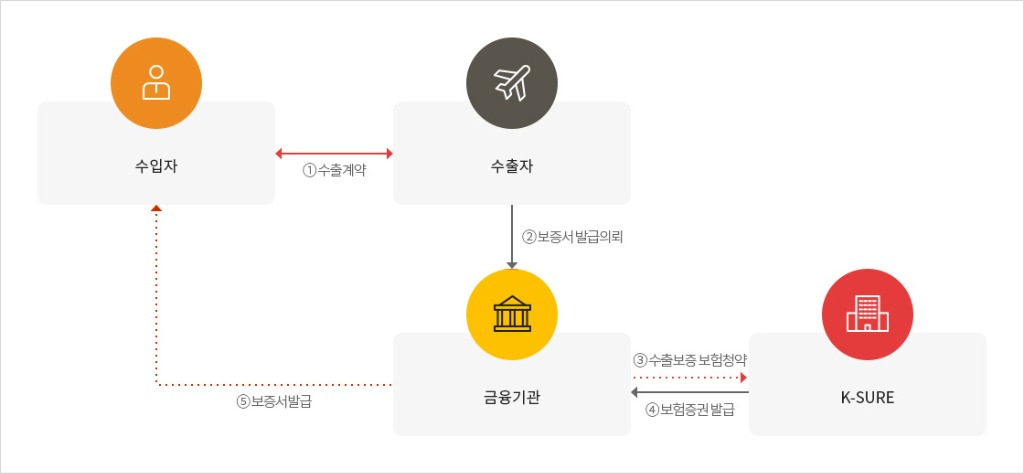 수입자
① 수출계약
수출자
② 보증서 발급의뢰
금융기관
③ 수출보증 보험청약
④ 보험증권 발급
K-SURE
⑤ 보증서발급